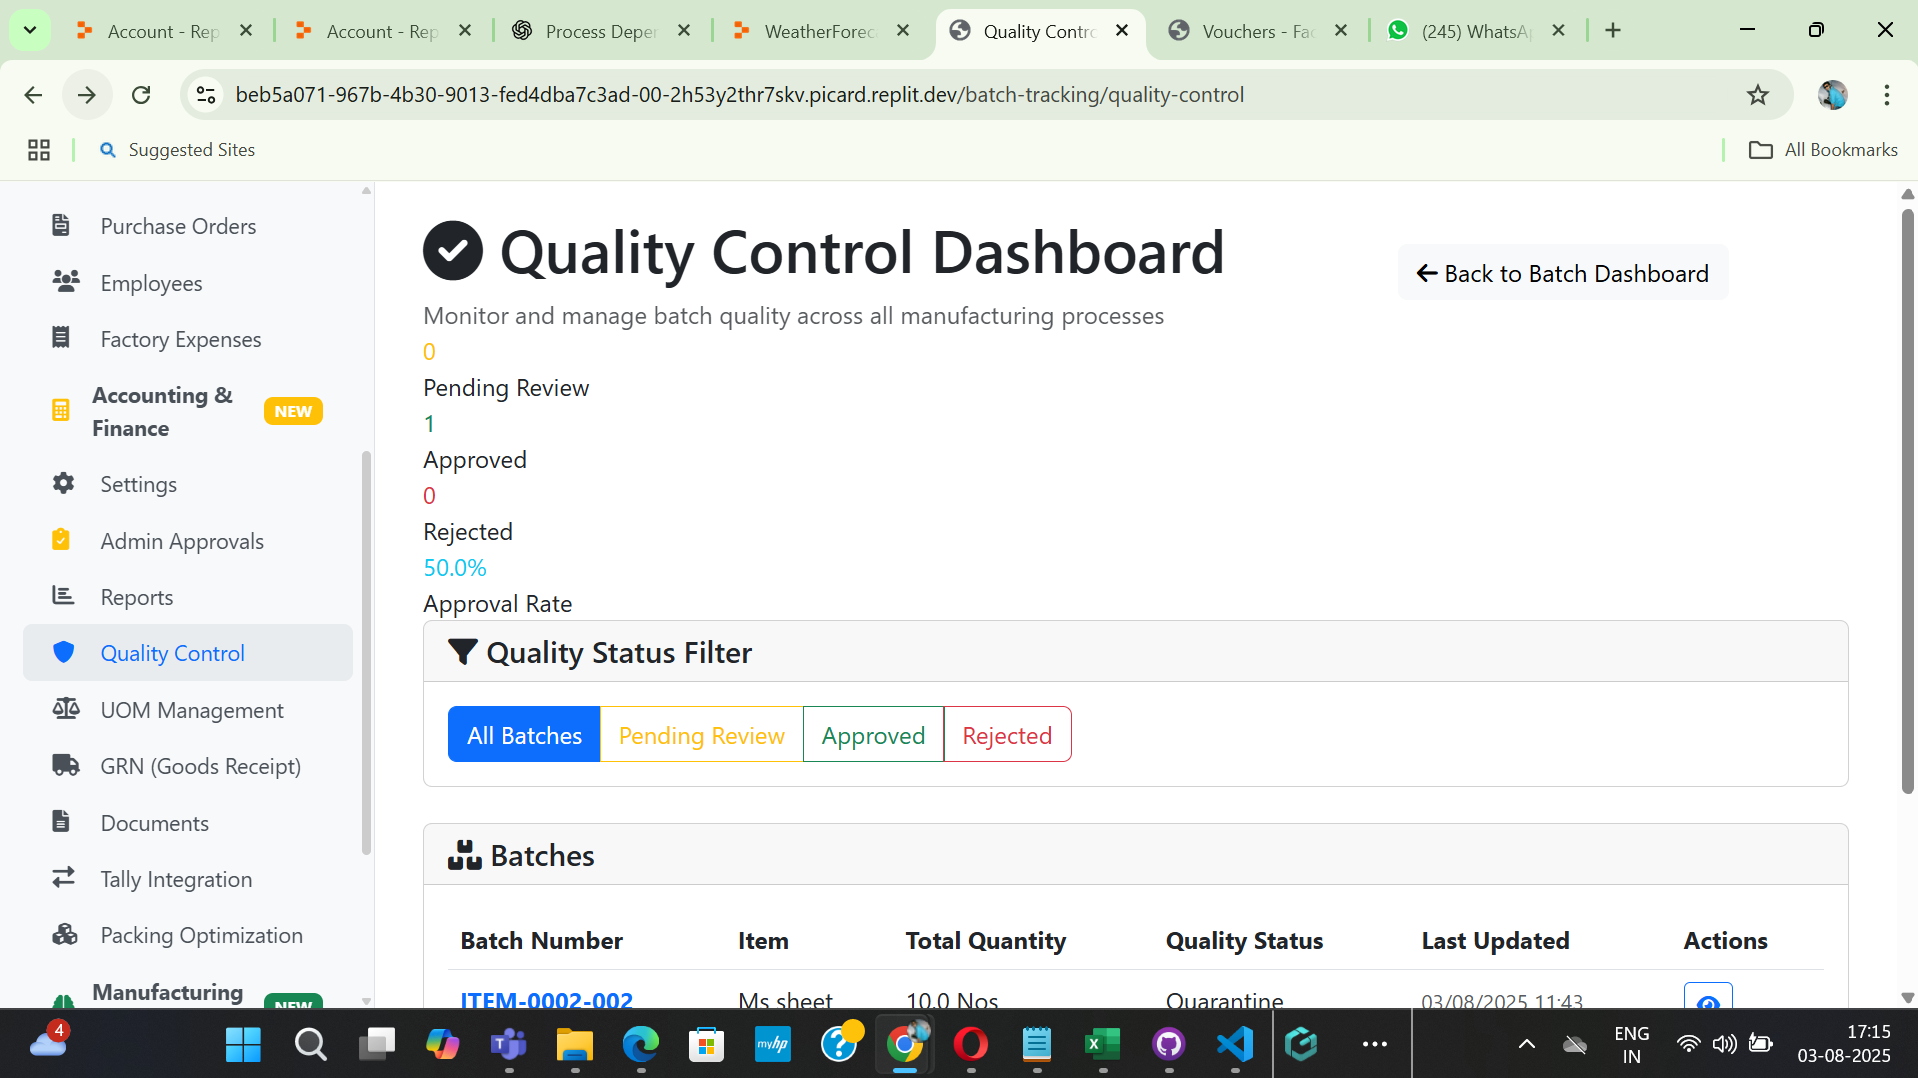 Account - Rep
Account - Rep
Process Deper
WeatherForec
Quality Contro
Vouchers - Fac
(245) WhatsAp
beb5a071-967b-4b30-9013-fed4dba7c3ad-00-2h53y2thr7skv.picard.replit.dev/batch-tracking/quality-control
Suggested Sites
All Bookmarks
Purchase Orders
Employees
Factory Expenses
Accounting &
Finance
NEW
Settings
Admin Approvals
Reports
Quality Control
UOM Management
GRN (Goods Receipt)
Documents
Tally Integration
Packing Optimization
Manufacturing
NEW
Quality Control Dashboard
Back to Batch Dashboard
Monitor and manage batch quality across all manufacturing processes
0
Pending Review
1
Approved
0
Rejected
50.0%
Approval Rate
Quality Status Filter
All Batches
Pending Review
Approved
Rejected
Batches
Batch Number Item Total Quantity Quality Status Last Updated Actions
ITEM-0002-002 Ms sheet 10.0 Nos Quarantine 03/08/2025 11:43
4
T
myhp
?
X
ENG
IN
17:15
03-08-2025